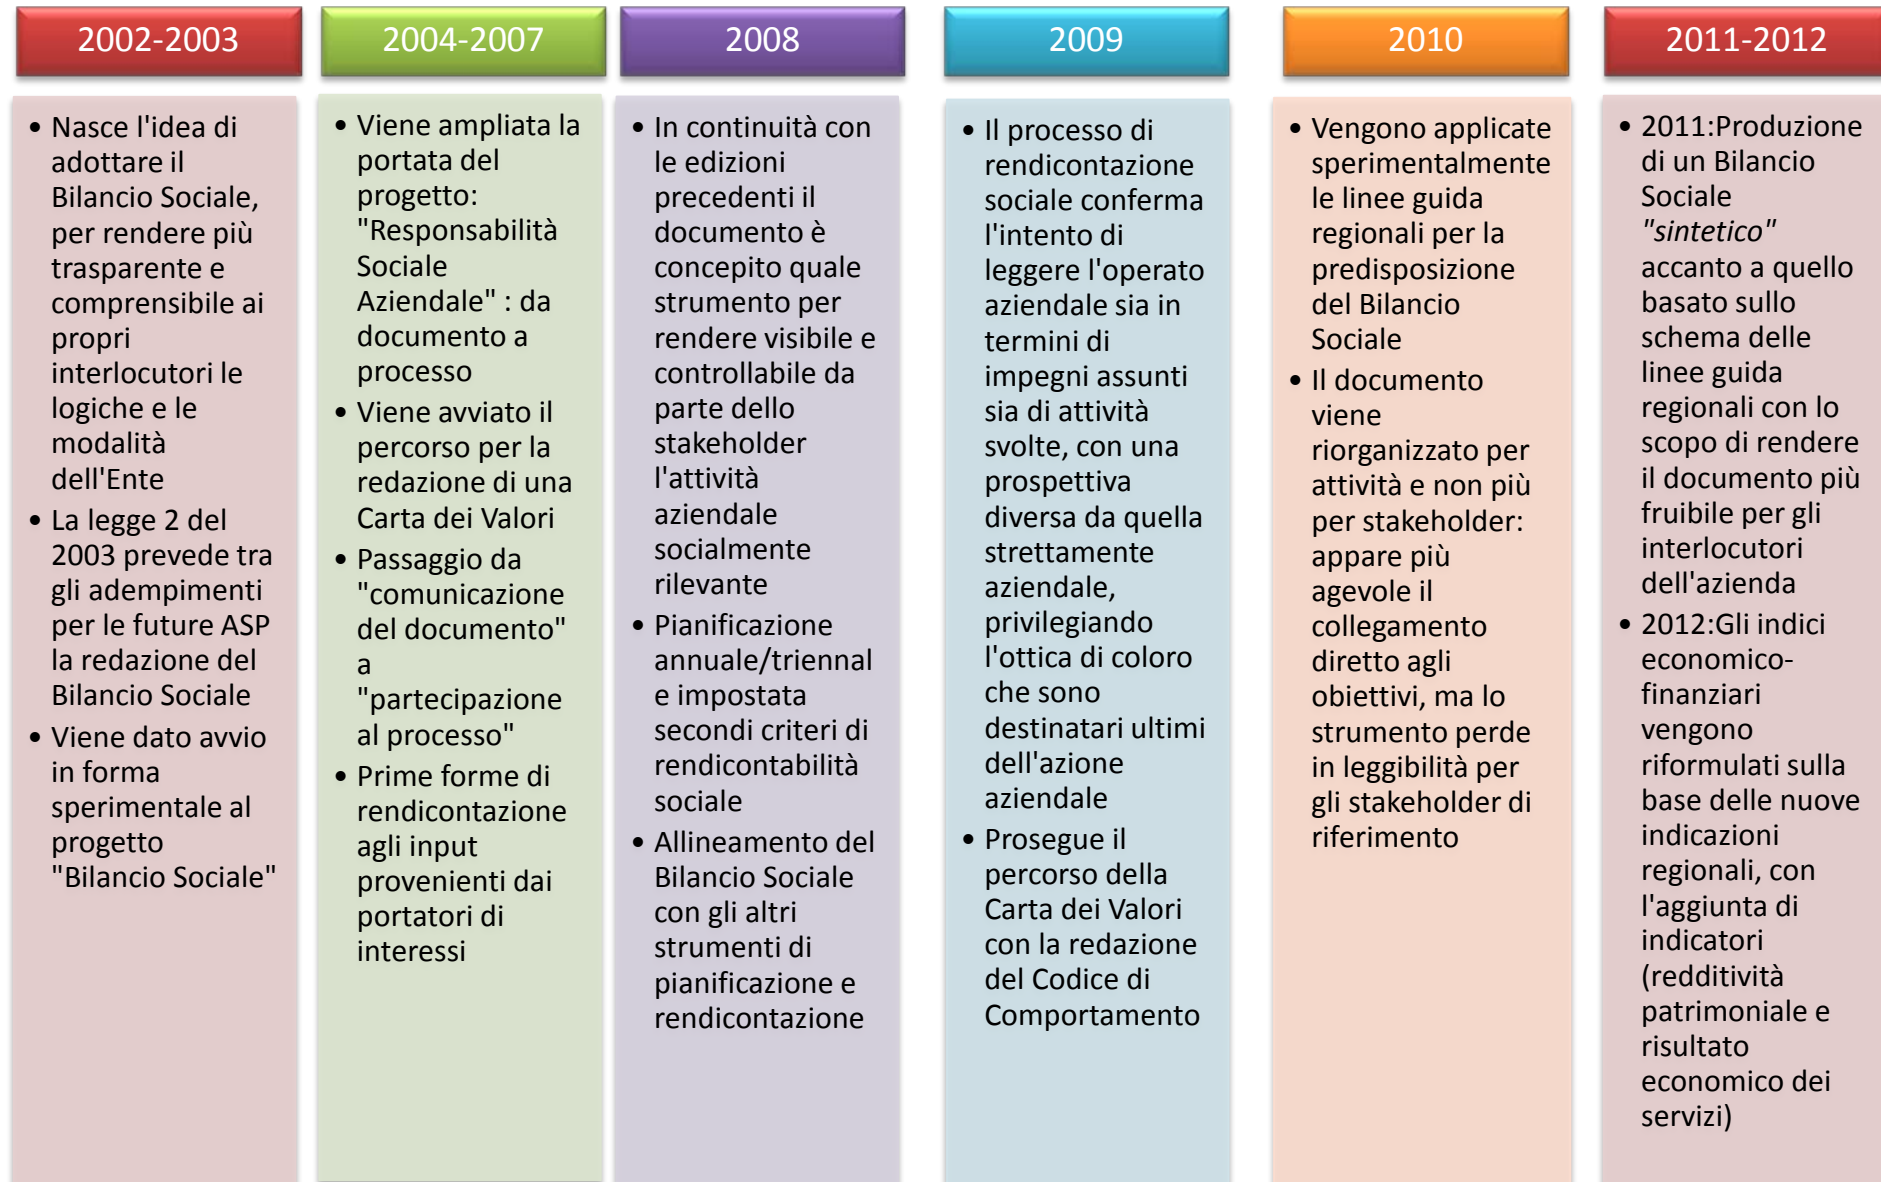 2002-2003
• Nasce l'idea di
adottare il
Bilancio Sociale,
per rendere più
trasparente e
comprensibile ai
propri
interlocutori le
logiche e le
modalità
dell'Ente
• La legge 2 del
2003 prevede tra
gli adempimenti
per le future ASP
la redazione del
Bilancio Sociale
• Viene dato avvio
in forma
sperimentale al
progetto
"Bilancio Sociale"
2004-2007
• Viene ampliata la
portata del
progetto:
"Responsabilità
Sociale
Aziendale" : da
documento a
processo
• Viene avviato il
percorso per la
redazione di una
Carta dei Valori
• Passaggio da
"comunicazione
del documento"
a
"partecipazione
al processo"
• Prime forme di
rendicontazione
agli input
provenienti dai
portatori di
interessi
2008
• In continuità con
le edizioni
precedenti il
documento è
concepito quale
strumento per
rendere visibile e
controllabile da
parte dello
stakeholder
l'attività
aziendale
socialmente
rilevante
• Pianificazione
annuale/triennal
e impostata
secondi criteri di
rendicontabilità
sociale
• Allineamento del
Bilancio Sociale
con gli altri
strumenti di
pianificazione e
rendicontazione
2009
• Il processo di
rendicontazione
sociale conferma
l'intento di
leggere l'operato
aziendale sia in
termini di
impegni assunti
sia di attività
svolte, con una
prospettiva
diversa da quella
strettamente
aziendale,
privilegiando
l'ottica di coloro
che sono
destinatari ultimi
dell'azione
aziendale
• Prosegue il
percorso della
Carta dei Valori
con la redazione
del Codice di
Comportamento
2010
• Vengono applicate
sperimentalmente
le linee guida
regionali per la
predisposizione
del Bilancio
Sociale
• Il documento
viene
riorganizzato per
attività e non più
per stakeholder:
appare più
agevole il
collegamento
diretto agli
obiettivi, ma lo
strumento perde
in leggibilità per
gli stakeholder di
riferimento
2011-2012
• 2011:Produzione
di un Bilancio
Sociale
"sintetico"
accanto a quello
basato sullo
schema delle
linee guida
regionali con lo
scopo di rendere
il documento più
fruibile per gli
interlocutori
dell'azienda
• 2012:Gli indici
economico-
finanziari
vengono
riformulati sulla
base delle nuove
indicazioni
regionali, con
l'aggiunta di
indicatori
(redditività
patrimoniale e
risultato
economico dei
servizi)